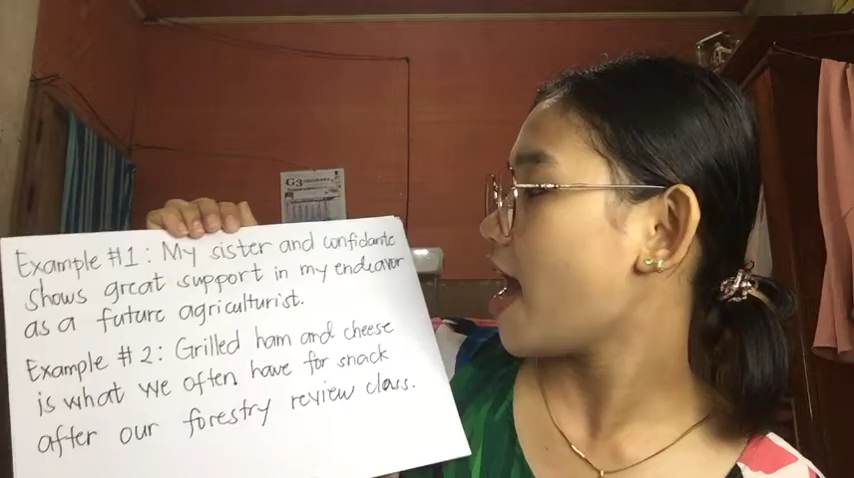 G3
Example #1: My sister and confidante
shows great support in my endeavor
as a future agriculturist.
Example #2: Grilled ham and cheese
is what we often have for snack
after our forestry review class.